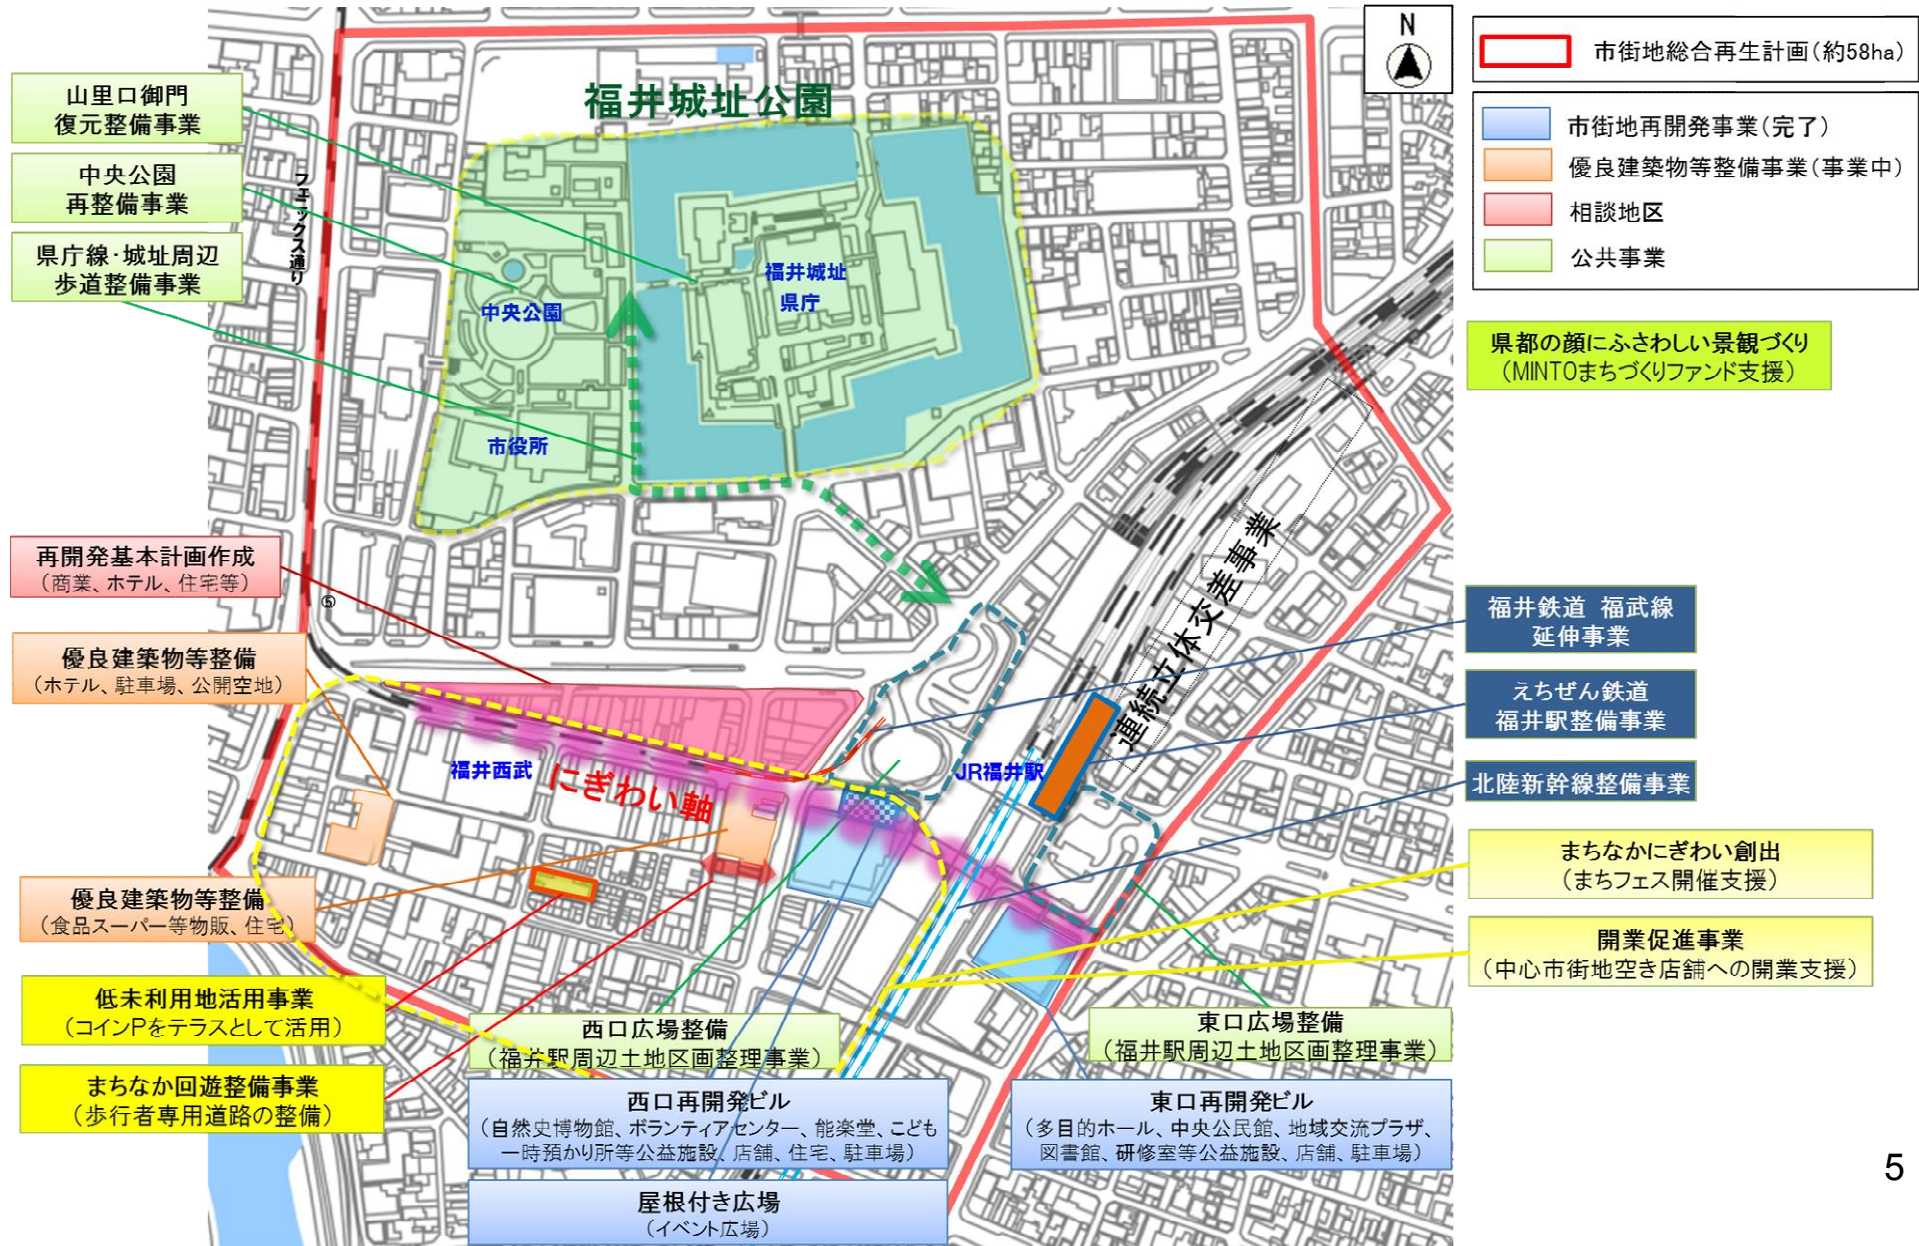 N
市街地総合再生計画(約58ha)
市街地再開発事業(完了)
優良建築物等整備事業(事業中)
相談地区
公共事業
県都の顔にふさわしい景観づくり
(MINTOまちづくりファンド支援)
山里口御門
復元整備事業
中央公園
再整備事業
県庁線・城址周辺
歩道整備事業
フェニックス通り
福井城址公園
福井城址
県庁
中央公園
市役所
再開発基本計画作成
(商業、ホテル、住宅等)
⑤
優良建築物等整備
(ホテル、駐車場、公開空地)
福井西武
にぎわい軸
JR福井駅
連続立体交差事業
福井鉄道 福武線
延伸事業
えちぜん鉄道
福井駅整備事業
北陸新幹線整備事業
まちなかにぎわい創出
(まちフェス開催支援)
開業促進事業
(中心市街地空き店舗への開業支援)
優良建築物等整備
(食品スーパー等物販、住宅)
低未利用地活用事業
(コインPをテラスとして活用)
まちなか回遊整備事業
(歩行者専用道路の整備)
西口広場整備
(福井駅周辺土地区画整理事業)
東口広場整備
(福井駅周辺土地区画整理事業)
西口再開発ビル
(自然史博物館、ボランティアセンター、能楽堂、こども
一時預かり所等公益施設、店舗、住宅、駐車場)
東口再開発ビル
(多目的ホール、中央公民館、地域交流プラザ、
図書館、研修室等公益施設、店舗、駐車場)
屋根付き広場
(イベント広場)
5